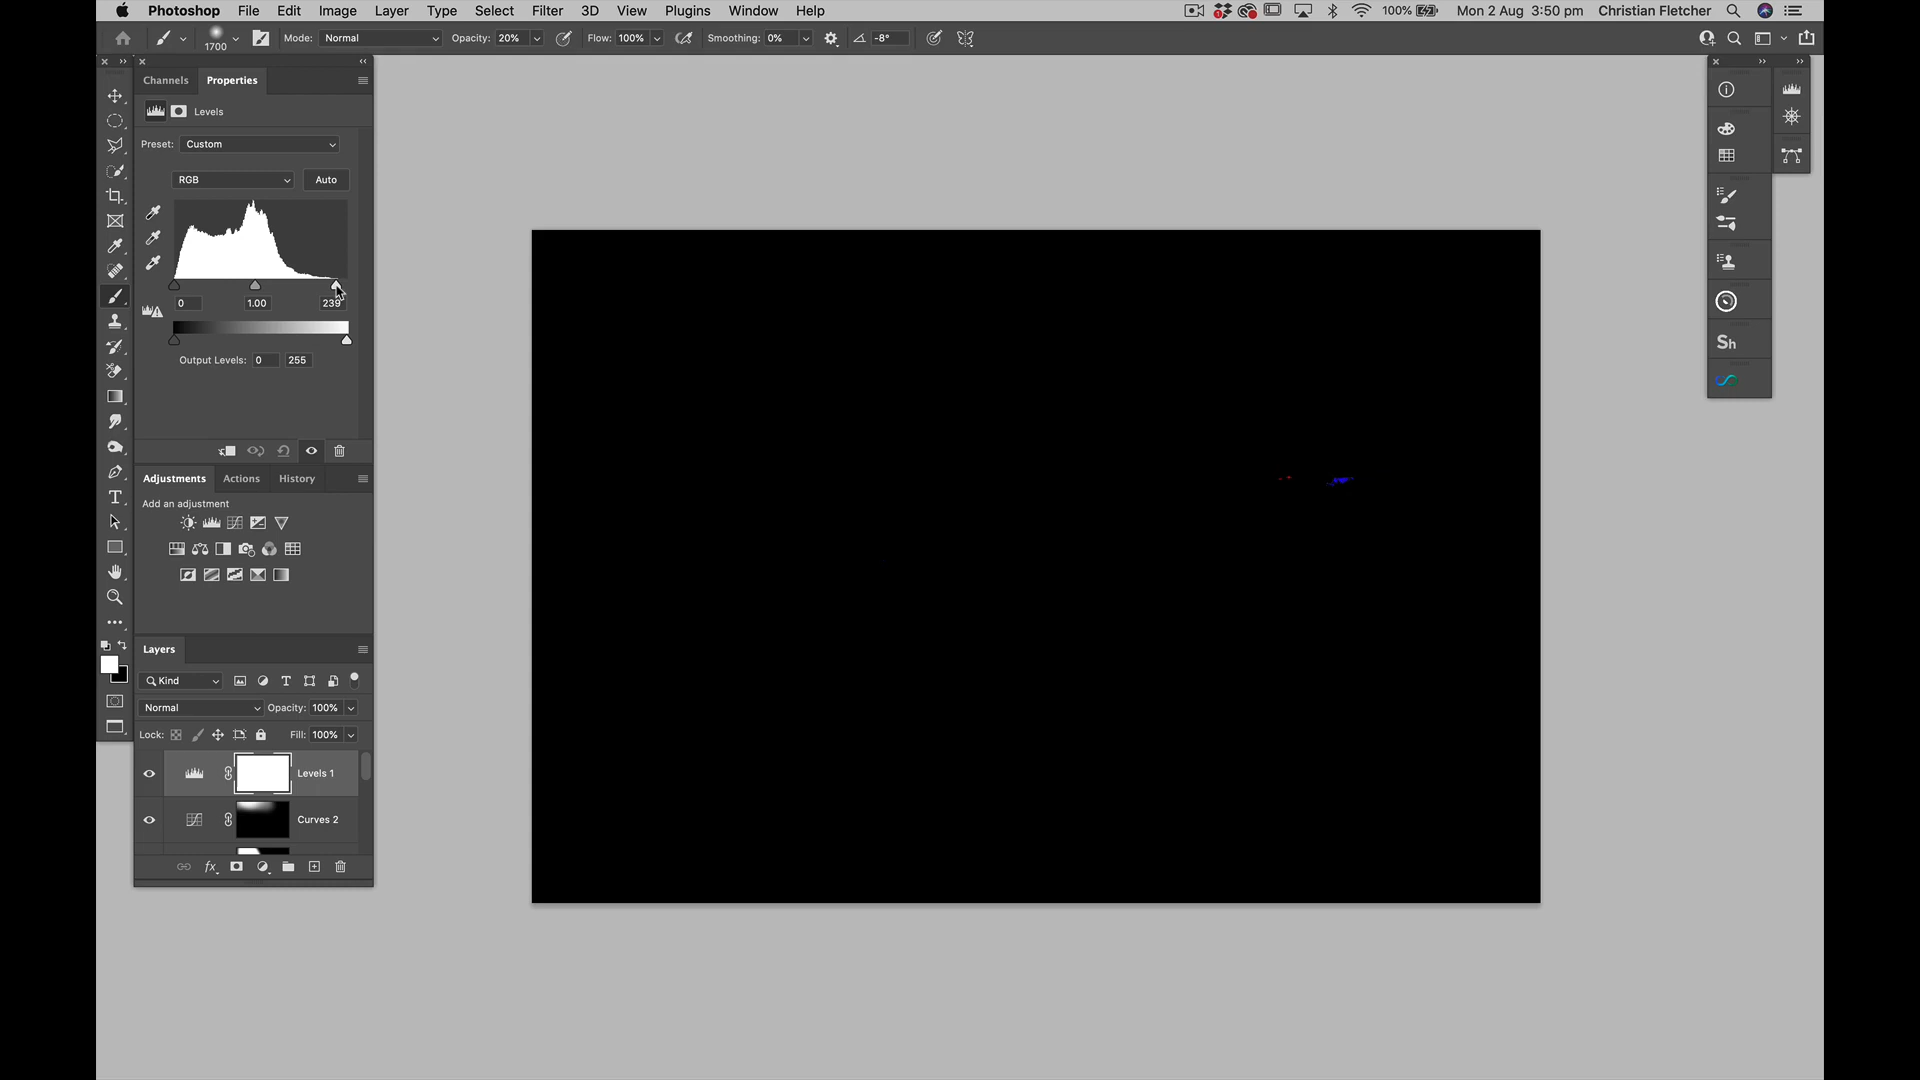 Photoshop File Edit Image Layer Type Select Filter 3D View Plugins Window Help 100% Mon 2 Aug 3:50 pm Christian Fletcher
1700 Mode: Normal Opacity: 20% Flow: 100% Smoothing: 0% -8°
Channels Properties
Levels
Preset: Custom
RGB Auto
0 1.00 239
Output Levels: 0 255
Adjustments Actions History
Add an adjustment
Layers
Kind
Normal Opacity: 100%
Lock: Fill: 100%
Levels 1
Curves 2
fx
Sh